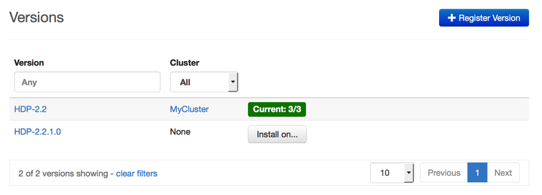 Versions
+ Register Version
Version Cluster
Any All
HDP-2.2 MyCluster Current: 3/3
HDP-2.2.1.0 None Install on...
2 of 2 versions showing - clear filters 10 Previous 1 Next